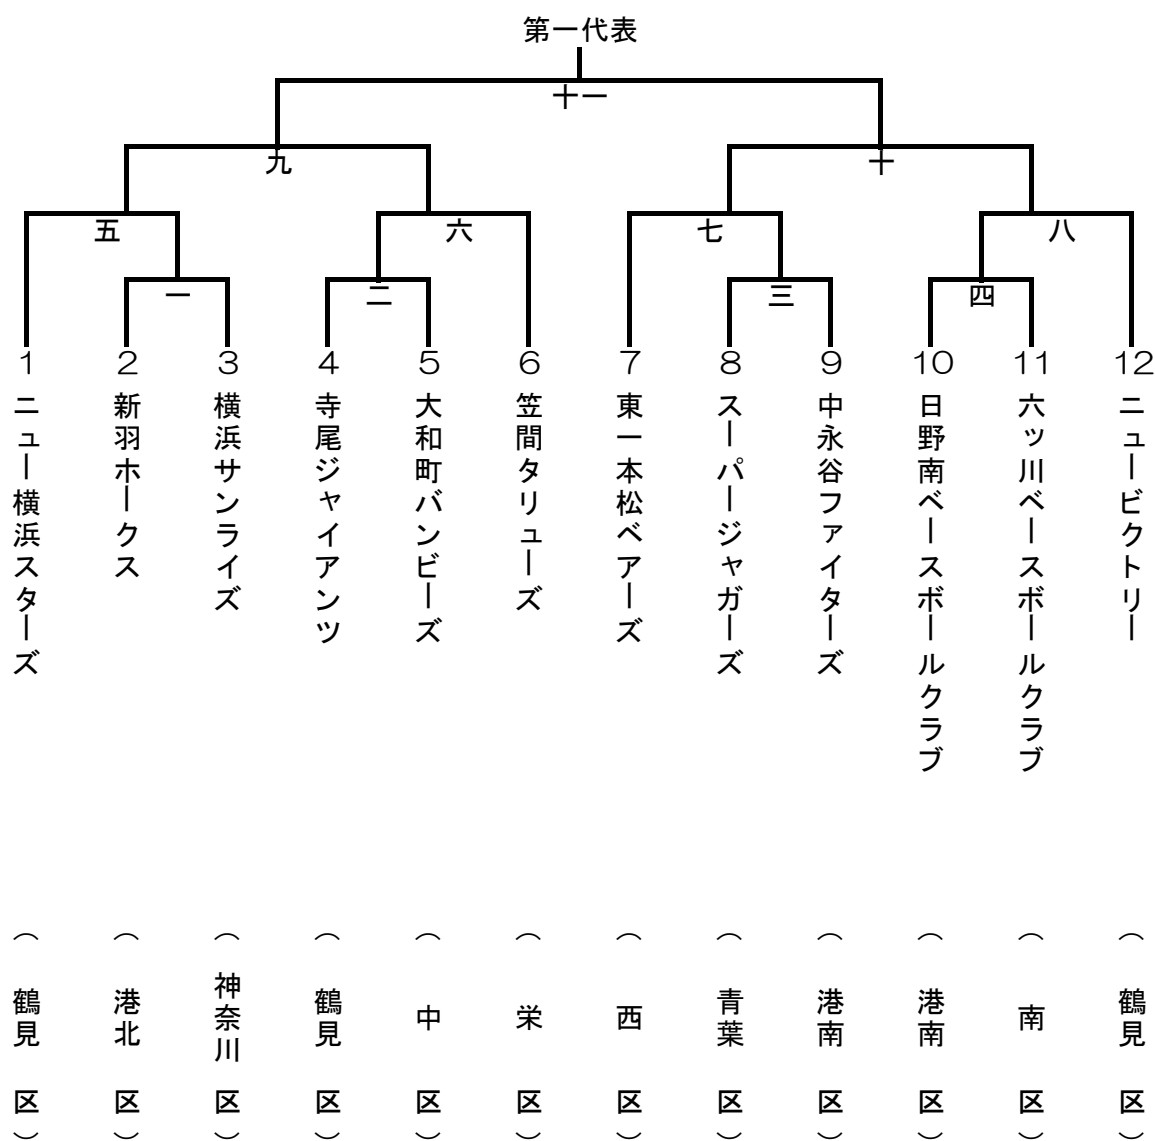 第一代表
十一
九
十
五
六
七
八
一
二
三
四
1
2
3
4
5
6
7
8
9
10
11
12
ニュー横浜スターズ
新羽ホークス
横浜サンライズ
寺尾ジャイアンツ
大和町バンビーズ
笠間タリューズ
東一本松ベアーズ
スーパージャガーズ
中永谷ファイターズ
日野南ベースボールクラブ
六ッ川ベースボールクラブ
ニュービクトリー
（鶴見区）
（港北区）
（神奈川区）
（鶴見区）
（中区）
（栄区）
（西区）
（青葉区）
（港南区）
（港南区）
（南区）
（鶴見区）